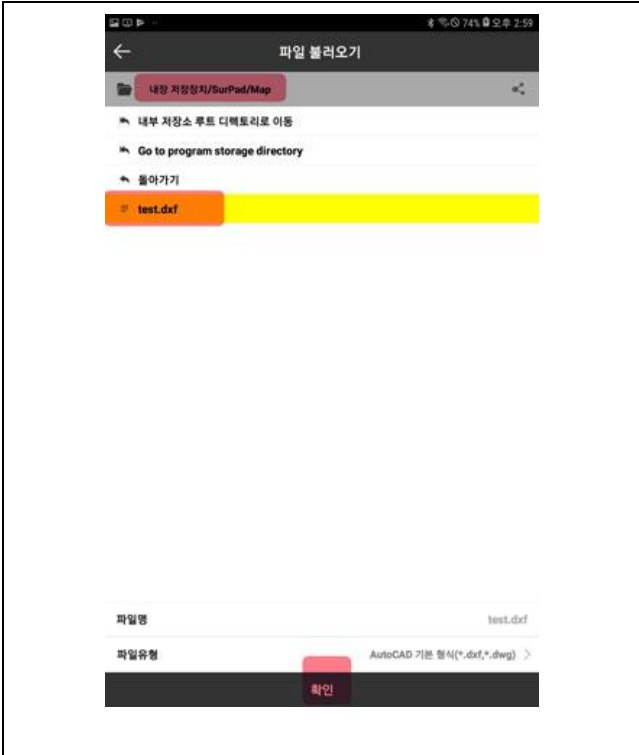 74% 오후 2:59
파일 불러오기
내장 저장장치/SurPad/Map
내부 저장소 루트 디렉토리로 이동
Go to program storage directory
돌아가기
test.dxf
파일명 test.dxf
파일유형 AutoCAD 기본 형식(*.dxf,*.dwg)
확인